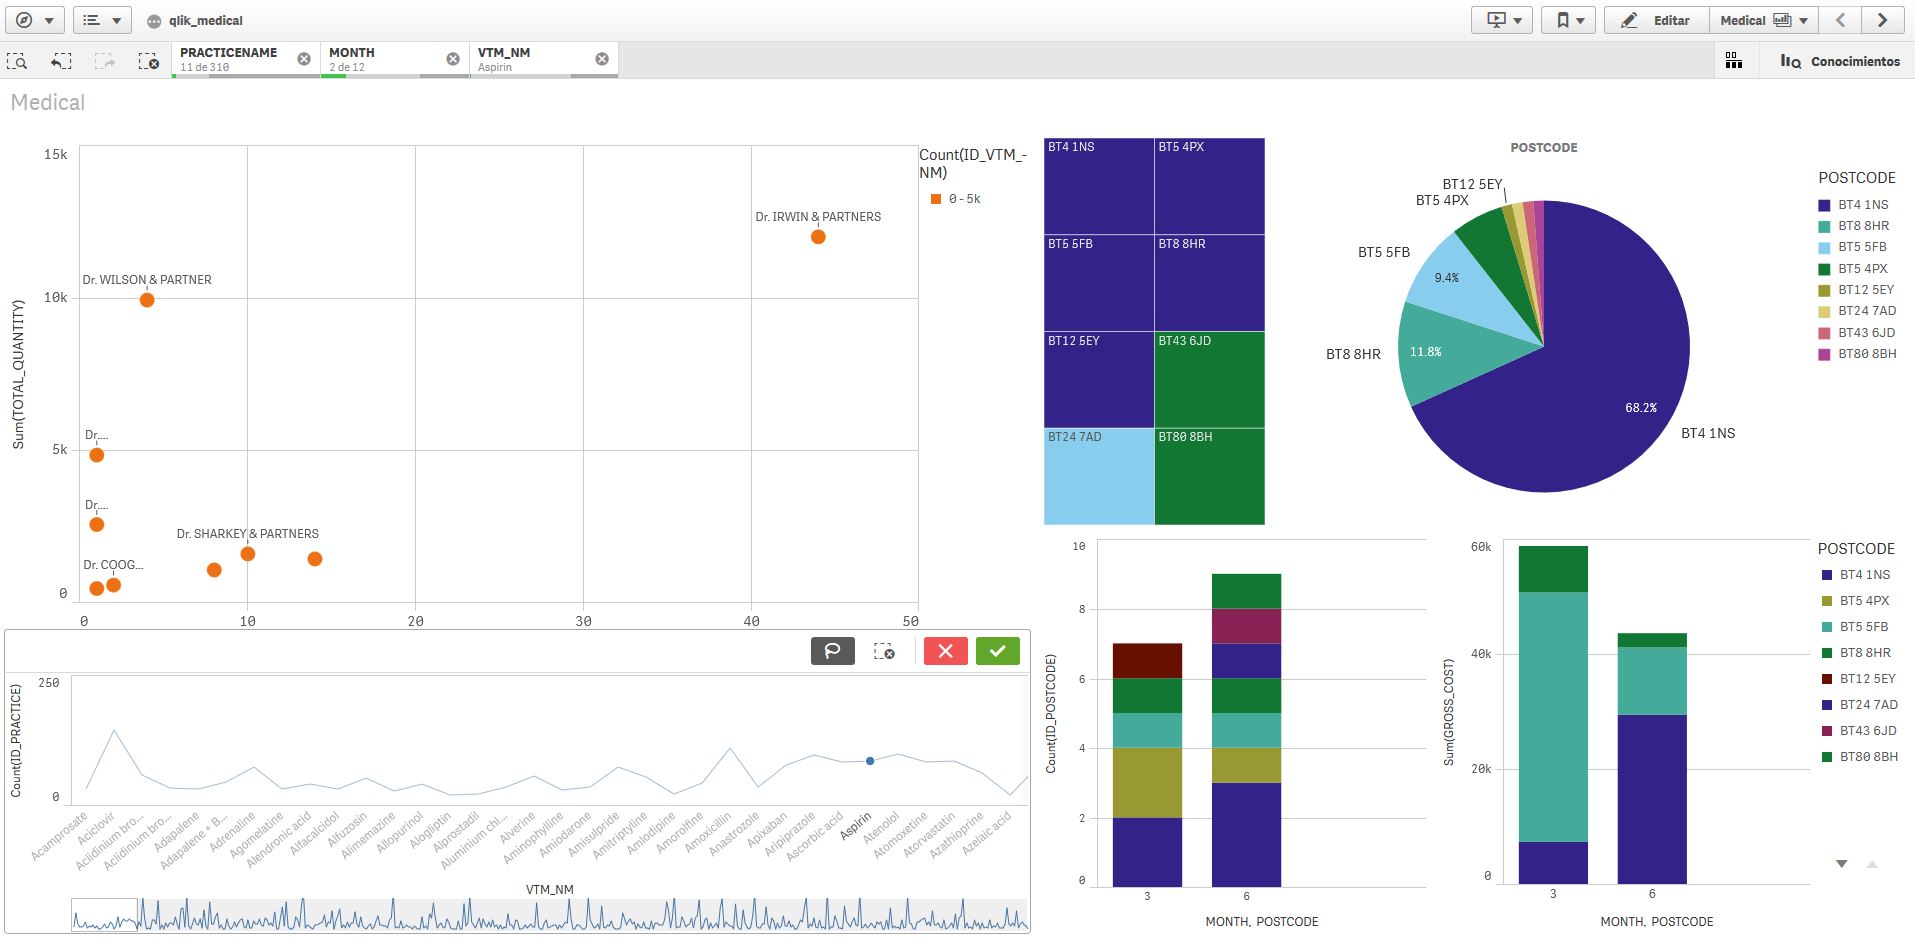 qlik_medical
Editar
Medical
PRACTICENAME
11 de 310
MONTH
2 de 12
VTM_NM
Aspirin
Conocimientos
Medical
15k
10k
5k
0
Sum(TOTAL_QUANTITY)
Dr. IRWIN & PARTNERS
Dr. WILSON & PARTNER
Dr....
Dr....
Dr. SHARKEY & PARTNERS
Dr. COOG...
0
10
20
30
40
50
Count(ID_VTM_-
NM)
0 - 5k
BT4 1NS
BT5 4PX
BT5 5FB
BT8 8HR
BT12 5EY
BT43 6JD
BT24 7AD
BT80 8BH
POSTCODE
BT12 5EY
BT5 4PX
BT5 5FB
9.4%
BT8 8HR
11.8%
68.2%
BT4 1NS
POSTCODE
BT4 1NS
BT8 8HR
BT5 5FB
BT5 4PX
BT12 5EY
BT24 7AD
BT43 6JD
BT80 8BH
250
0
Count(ID_PRACTICE)
Acamprosate
Aciclovir
Aclidinium bro...
Aclidinium bro...
Adapalene
Adapalene + B...
Adrenaline
Agomelatine
Alendronic acid
Alfacalcidol
Alfuzosin
Alimemazine
Allopurinol
Alogliptin
Alprostadil
Aluminium chl...
Alverine
Aminophylline
Amiodarone
Amisulpride
Amitriptyline
Amlodipine
Amorolfine
Amoxicillin
Anastrozole
Apixaban
Aripiprazole
Ascorbic acid
Aspirin
Atenolol
Atomoxetine
Atorvastatin
Azathioprine
Azelaic acid
VTM_NM
10
8
6
4
2
0
Count(ID_POSTCODE)
3
6
MONTH, POSTCODE
60k
40k
20k
0
Sum(GROSS_COST)
3
6
MONTH, POSTCODE
POSTCODE
BT4 1NS
BT5 4PX
BT5 5FB
BT8 8HR
BT12 5EY
BT24 7AD
BT43 6JD
BT80 8BH